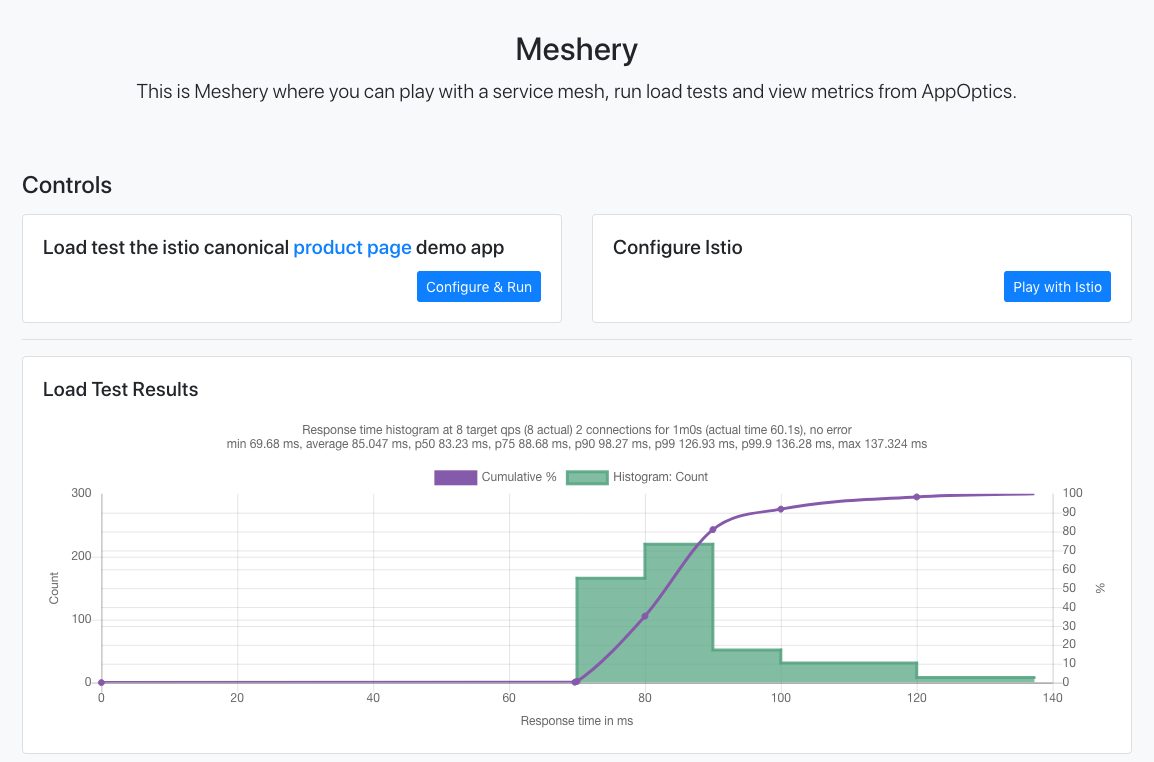 Meshery
This is Meshery where you can play with a service mesh, run load tests and view metrics from AppOptics.
Controls
Load test the istio canonical product page demo app
Configure & Run
Configure Istio
Play with Istio
Load Test Results
Response time histogram at 8 target qps (8 actual) 2 connections for 1m0s (actual time 60.1s), no error
min 69.68 ms, average 85.047 ms, p50 83.23 ms, p75 88.68 ms, p90 98.27 ms, p99 126.93 ms, p99.9 136.28 ms, max 137.324 ms
Cumulative % Histogram: Count
Count
300
200
100
0
100
90
80
70
60
50
40
30
20
10
0
%
0 20 40 60 80 100 120 140
Response time in ms